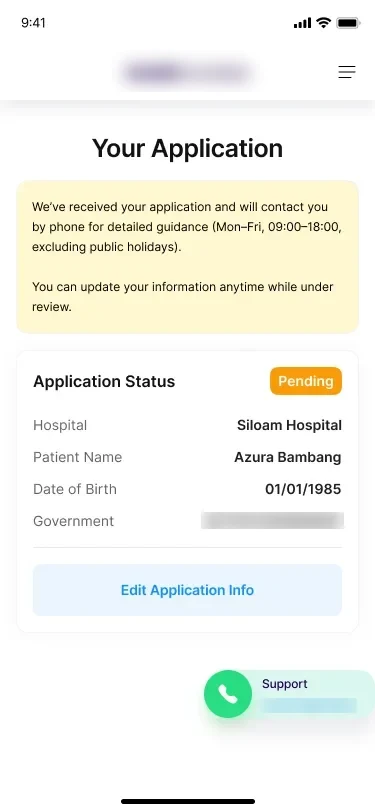 9:41
Your Application
We’ve received your application and will contact you
by phone for detailed guidance (Mon–Fri, 09:00–18:00,
excluding public holidays).
You can update your information anytime while under
review.
Application Status Pending
Hospital Siloam Hospital
Patient Name Azura Bambang
Date of Birth 01/01/1985
Government
Edit Application Info
Support